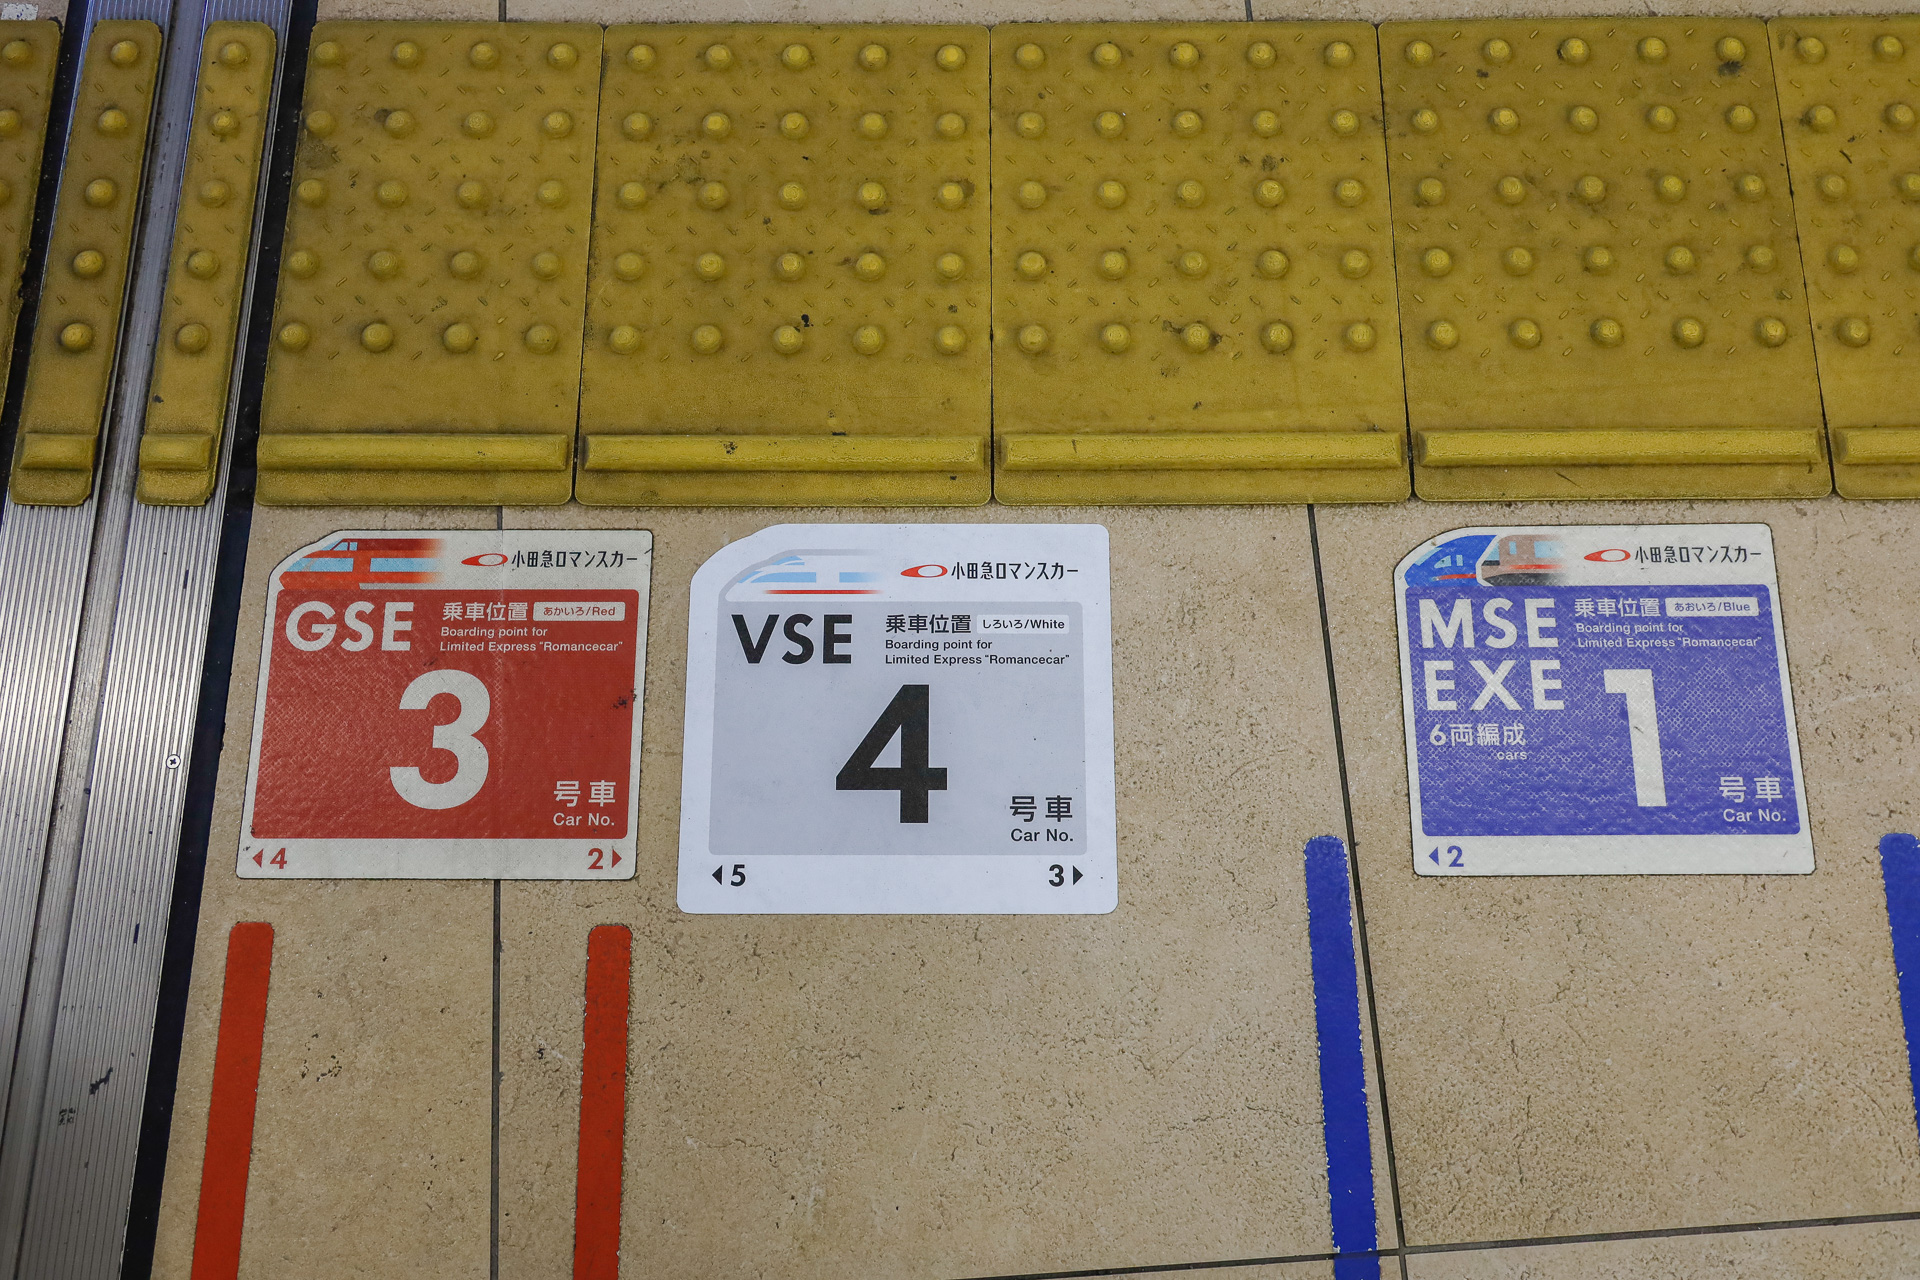 小田急ロマンスカー
GSE 乗車位置 あかいろ/Red
Boarding point for
Limited Express "Romancecar"
3
号車
Car No.
4 2
小田急ロマンスカー
VSE 乗車位置 しろいろ/White
Boarding point for
Limited Express "Romancecar"
4
号車
Car No.
5 3
小田急ロマンスカー
MSE 乗車位置 あおいろ/Blue
Boarding point for
Limited Express "Romancecar"
EXE
6両編成
cars
1
号車
Car No.
2